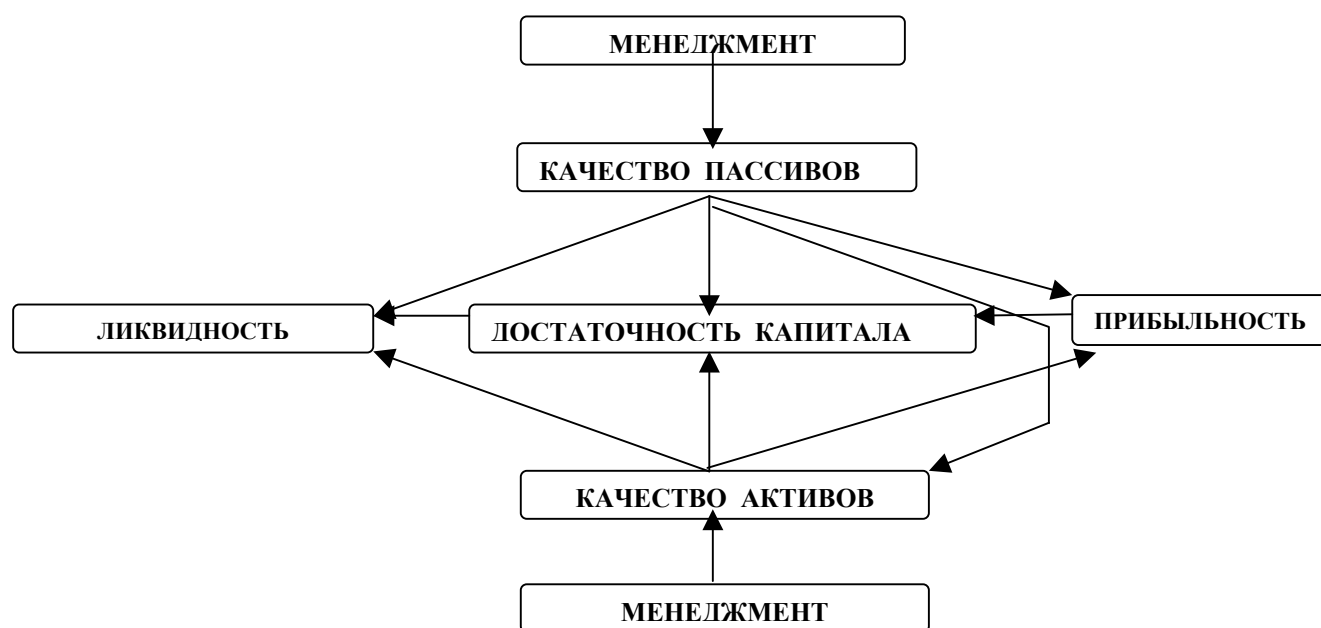 МЕНЕДЖМЕНТ
КАЧЕСТВО ПАССИВОВ
ЛИКВИДНОСТЬ
ДОСТАТОЧНОСТЬ КАПИТАЛА
ПРИБЫЛЬНОСТЬ
КАЧЕСТВО АКТИВОВ
МЕНЕДЖМЕНТ